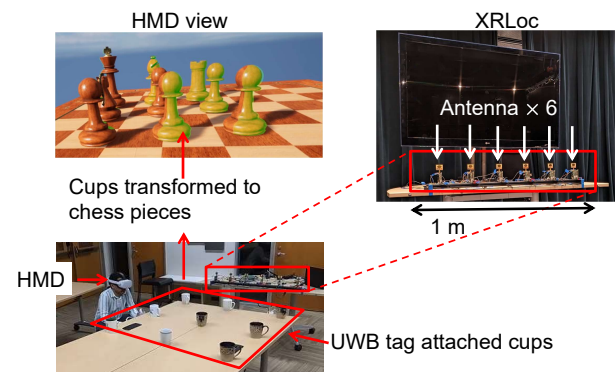 HMD view
XRLoc
Antenna × 6
Cups transformed to
chess pieces
1 m
HMD
UWB tag attached cups